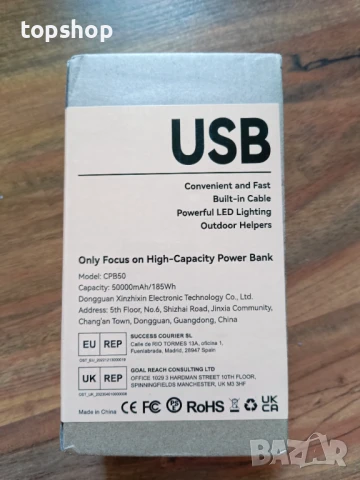 topshop
USB
Convenient and Fast
Built-in Cable
Powerful LED Lighting
Outdoor Helpers
Only Focus on High-Capacity Power Bank
Model: CPB50
Capacity: 50000mAh/185Wh
Dongguan Xinzhixin Electronic Technology Co., Ltd.
Address: 5th Floor, No.6, Shizhai Road, Jinxia Community,
Chang'an Town, Dongguan, Guangdong, China
EU REP
SUCCESS COURIER SL.
Calle de RIO TORMES 13A, oficina 1.
Fuenlabrada, Madrid, 28947 Spain
UK REP
GOAL REACH CONSULTING LTD
OFFICE 1029 3 HARDMAN STREET 10TH FLOOR,
SPINNINGFIELDS MANCHESTER, UK M3 3HF
Made in China CE FC RoHS UK CA
BAZAR